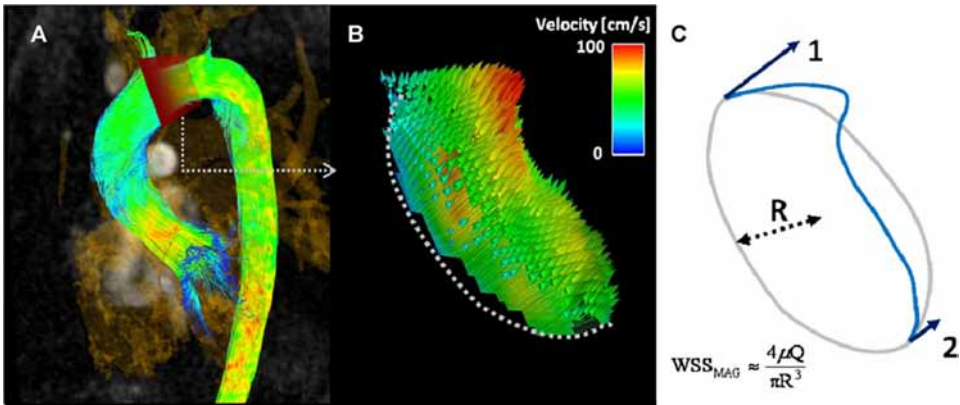 A
B
Velocity [cm/s]
100
0
C
1
R
2
WSS_MAG ≈ 4μQ / πR³